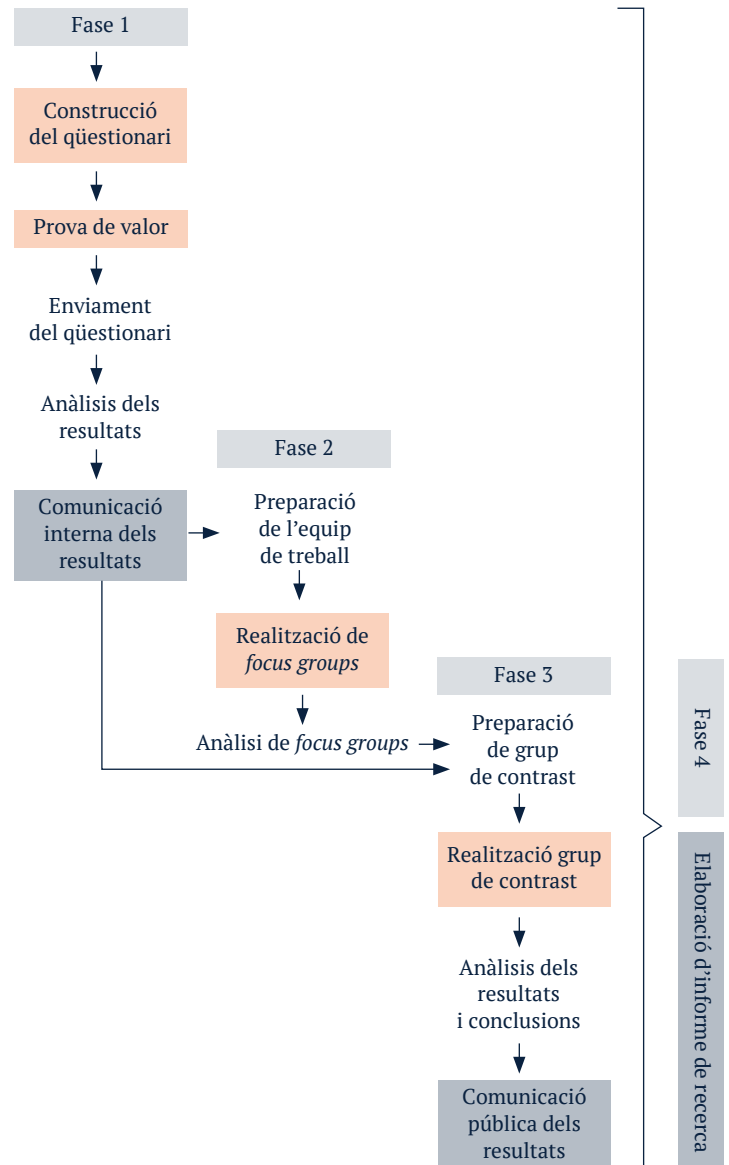 Fase 1
Construcció
del qüestionari
Prova de valor
Enviament
del qüestionari
Anàlisis dels
resultats
Comunicació
interna dels
resultats
Fase 2
Preparació
de l’equip
de treball
Realització de
focus groups
Anàlisi de focus groups
Fase 3
Preparació
de grup
de contrast
Realització grup
de contrast
Anàlisis dels
resultats
i conclusions
Comunicació
pública dels
resultats
Fase 4
Elaboració d’informe de recerca